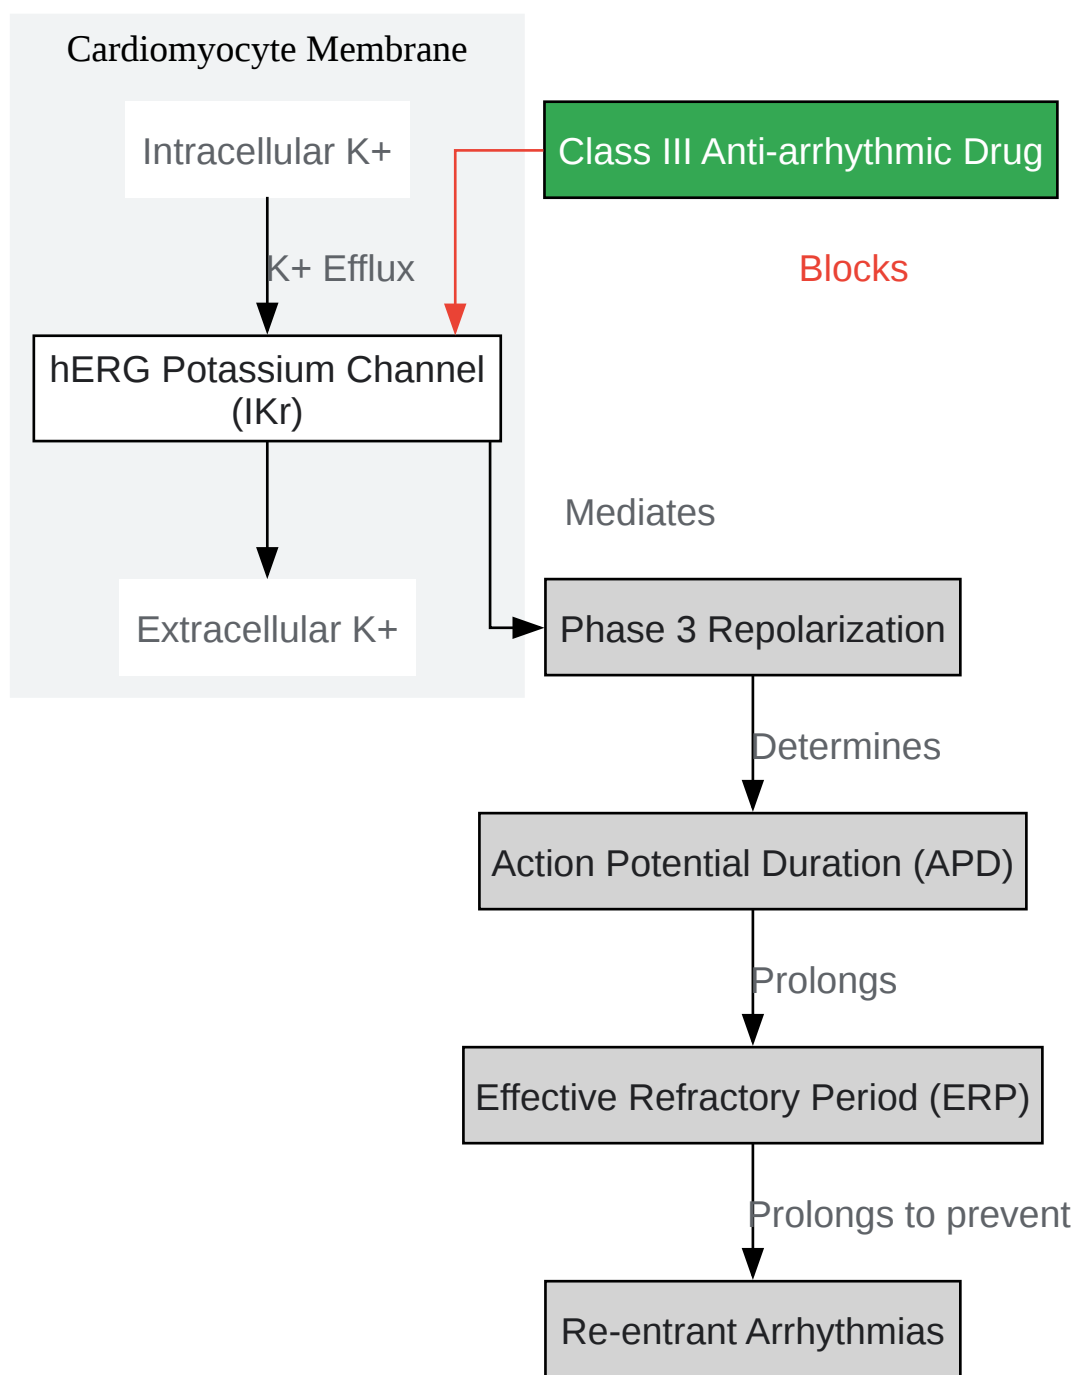 Cardiomyocyte Membrane
Intracellular K+
Class III Anti-arrhythmic Drug
K+ Efflux
Blocks
hERG Potassium Channel
(IKr)
Mediates
Extracellular K+
Phase 3 Repolarization
Determines
Action Potential Duration (APD)
Prolongs
Effective Refractory Period (ERP)
Prolongs to prevent
Re-entrant Arrhythmias